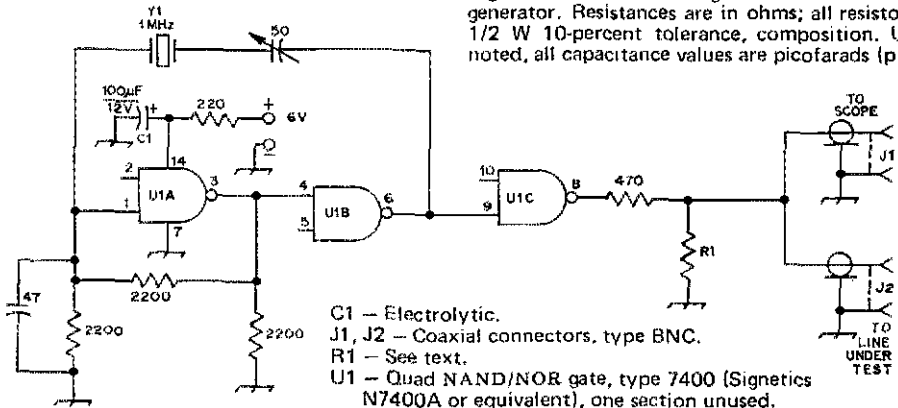 generator. Resistances are in ohms; all resisto
1/2 W 10-percent tolerance, composition. U
noted, all capacitance values are picofarads (p
Y1
1MHz
50
100µF
12V
+
C1
220
+
6V
-
14
2
U1A
3
1
7
4
U1B
6
5
10
U1C
8
9
470
R1
TO
SCOPE
J1
J2
TO
LINE
UNDER
TEST
47
2200
2200
2200
C1 – Electrolytic.
J1, J2 – Coaxial connectors, type BNC.
R1 – See text.
U1 – Quad NAND/NOR gate, type 7400 (Signetics
N7400A or equivalent), one section unused.